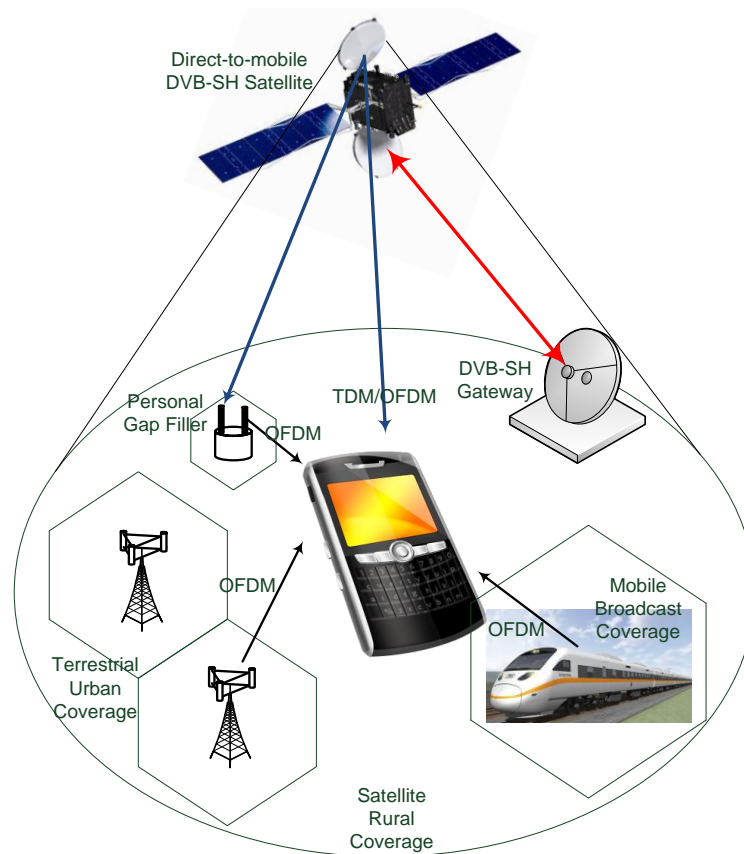 Direct-to-mobile
DVB-SH Satellite
DVB-SH
Gateway
Personal
Gap Filler
TDM/OFDM
OFDM
OFDM
Mobile
Broadcast
Coverage
OFDM
Terrestrial
Urban
Coverage
Satellite
Rural
Coverage